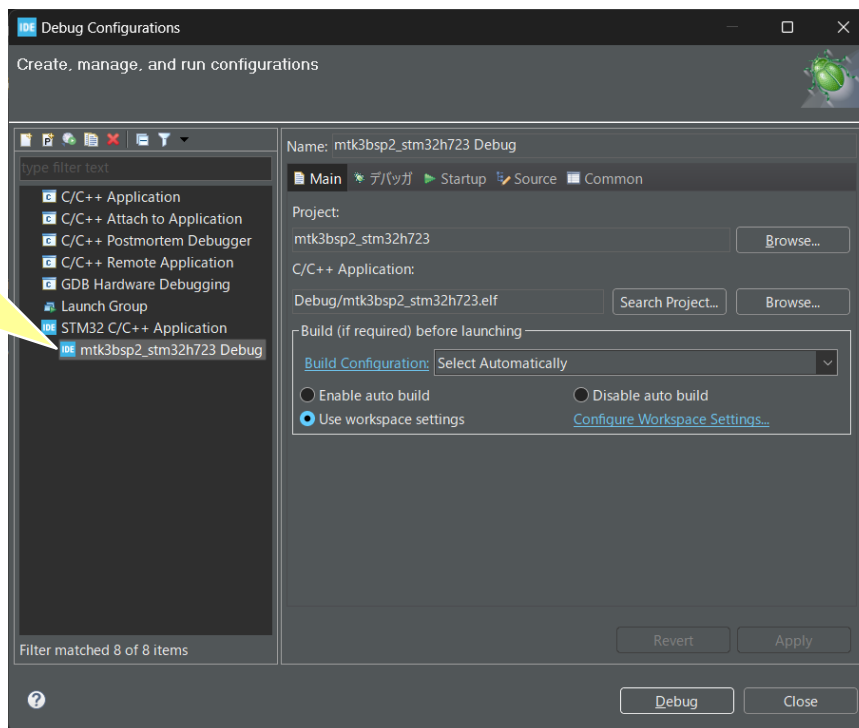 IDE Debug Configurations
Create, manage, and run configurations
type filter text
C/C++ Application
C/C++ Attach to Application
C/C++ Postmortem Debugger
C/C++ Remote Application
GDB Hardware Debugging
Launch Group
IDE STM32 C/C++ Application
IDE mtk3bsp2_stm32h723 Debug
Filter matched 8 of 8 items
Name: mtk3bsp2_stm32h723 Debug
Main デバッガ Startup Source Common
Project:
mtk3bsp2_stm32h723 Browse...
C/C++ Application:
Debug/mtk3bsp2_stm32h723.elf Search Project... Browse...
Build (if required) before launching
Build Configuration: Select Automatically
Enable auto build Disable auto build
Use workspace settings Configure Workspace Settings...
Revert Apply
? Debug Close